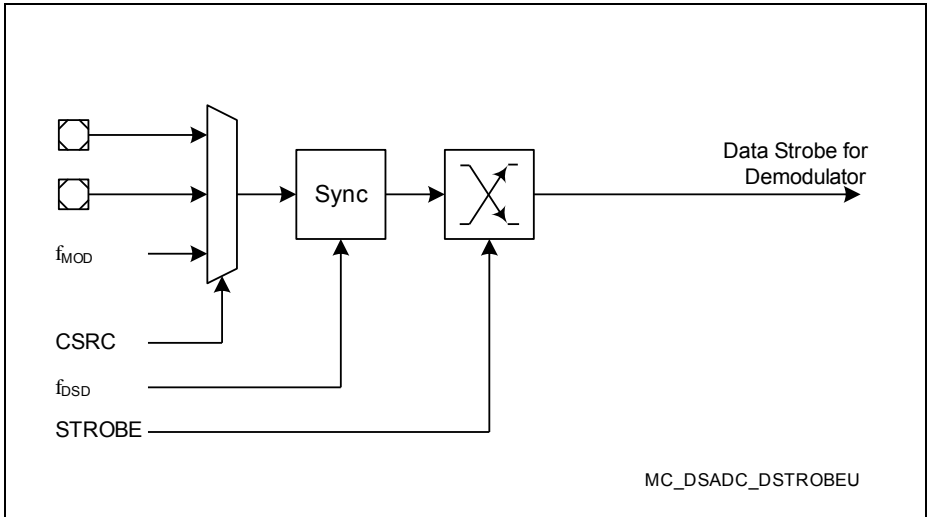 Data Strobe for
Demodulator
Sync
fMOD
CSRC
fDSD
STROBE
MC_DSADC_DSTROBEU